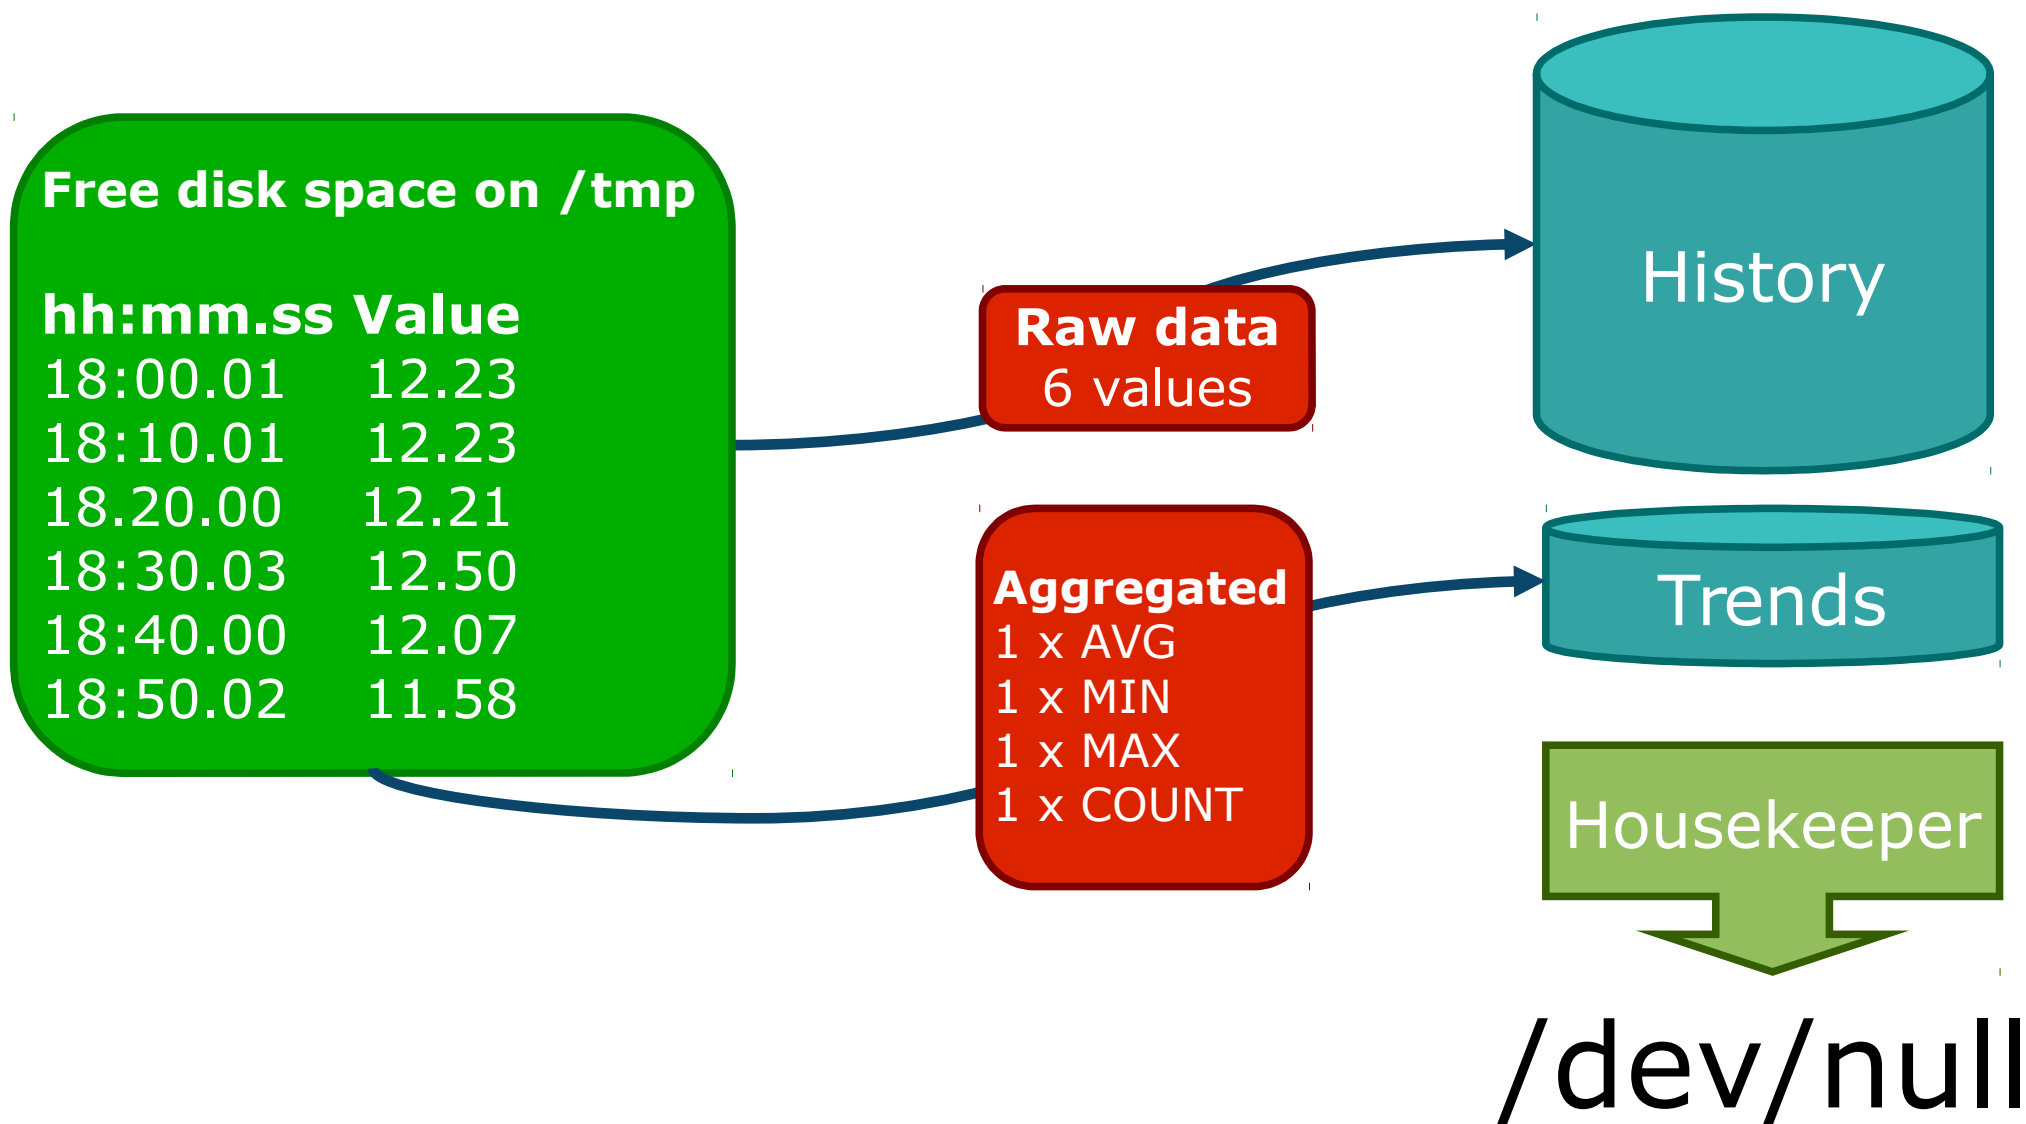 Free disk space on /tmp
hh:mm.ss Value
18:00.01 12.23
18:10.01 12.23
18.20.00 12.21
18:30.03 12.50
18:40.00 12.07
18:50.02 11.58
Raw data
6 values
Aggregated
1 x AVG
1 x MIN
1 x MAX
1 x COUNT
History
Trends
Housekeeper
/dev/null